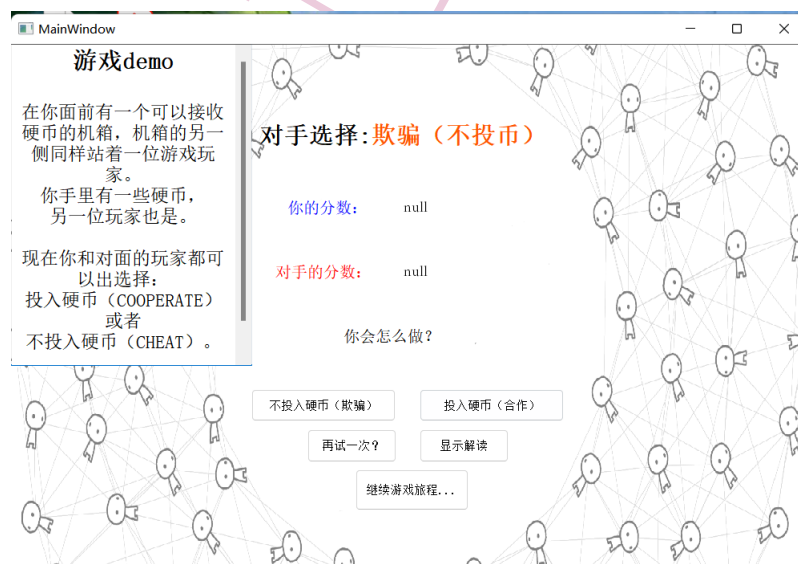 MainWindow
游戏demo
在你面前有一个可以接收
硬币的机箱，机箱的另一
侧同样站着一位游戏玩
家。
你手里有一些硬币，
另一位玩家也是。
现在你和对面的玩家都可
以出选择：
投入硬币（COOPERATE）
或者
不投入硬币（CHEAT）。
对手选择:欺骗（不投币）
你的分数： null
对手的分数： null
你会怎么做？
不投入硬币（欺骗） 投入硬币（合作）
再试一次？ 显示解读
继续游戏旅程...